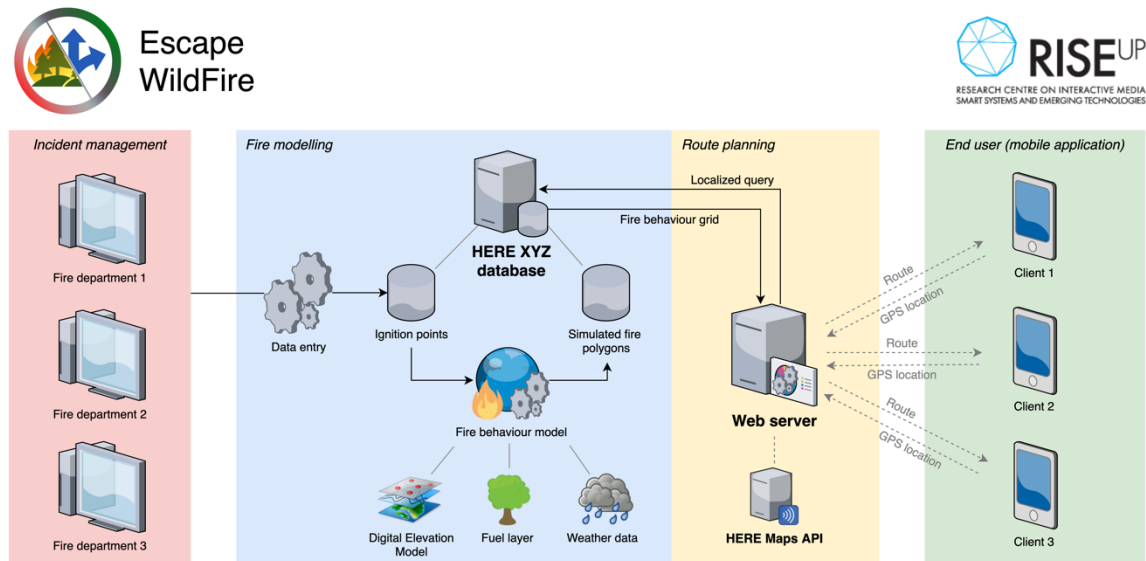 Escape
WildFire
RISE UP
RESEARCH CENTRE ON INTERACTIVE MEDIA
SMART SYSTEMS AND EMERGING TECHNOLOGIES
Incident management
Fire department 1
Fire department 2
Fire department 3
Fire modelling
HERE XYZ
database
Data entry
Ignition points
Simulated fire
polygons
Fire behaviour model
Digital Elevation
Model
Fuel layer
Weather data
Route planning
Localized query
Fire behaviour grid
Web server
HERE Maps API
Route
GPS location
Route
GPS location
Route
GPS location
End user (mobile application)
Client 1
Client 2
Client 3